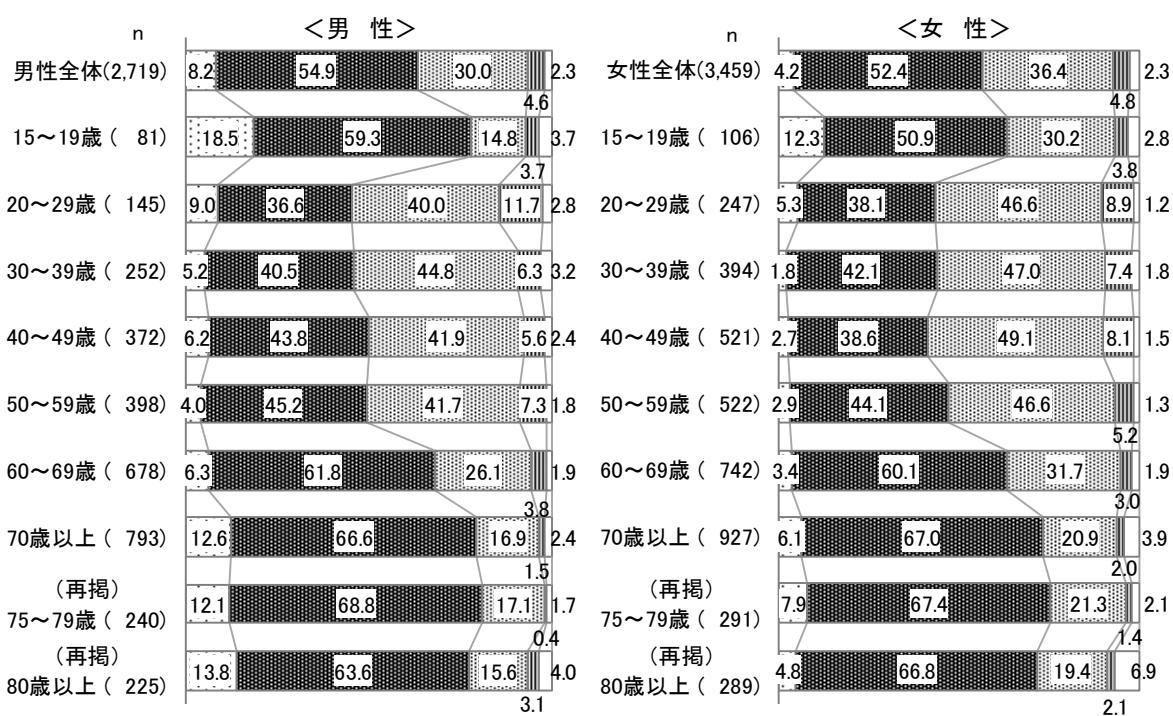 ＜男 性＞
n
男性全体(2,719) 8.2 54.9 30.0 2.3
4.6
15～19歳( 81) 18.5 59.3 14.8 3.7
3.7
20～29歳( 145) 9.0 36.6 40.0 11.7 2.8
30～39歳( 252) 5.2 40.5 44.8 6.3 3.2
40～49歳( 372) 6.2 43.8 41.9 5.6 2.4
50～59歳( 398) 4.0 45.2 41.7 7.3 1.8
60～69歳( 678) 6.3 61.8 26.1 1.9
3.8
70歳以上( 793) 12.6 66.6 16.9 2.4
1.5
(再掲)
75～79歳( 240) 12.1 68.8 17.1 1.7
0.4
(再掲)
80歳以上( 225) 13.8 63.6 15.6 4.0
3.1
＜女 性＞
n
女性全体(3,459) 4.2 52.4 36.4 2.3
4.8
15～19歳( 106) 12.3 50.9 30.2 2.8
3.8
20～29歳( 247) 5.3 38.1 46.6 8.9 1.2
30～39歳( 394) 1.8 42.1 47.0 7.4 1.8
40～49歳( 521) 2.7 38.6 49.1 8.1 1.5
50～59歳( 522) 2.9 44.1 46.6 1.3
5.2
60～69歳( 742) 3.4 60.1 31.7 1.9
3.0
70歳以上( 927) 6.1 67.0 20.9 3.9
2.0
(再掲)
75～79歳( 291) 7.9 67.4 21.3 2.1
1.4
(再掲)
80歳以上( 289) 4.8 66.8 19.4 6.9
2.1